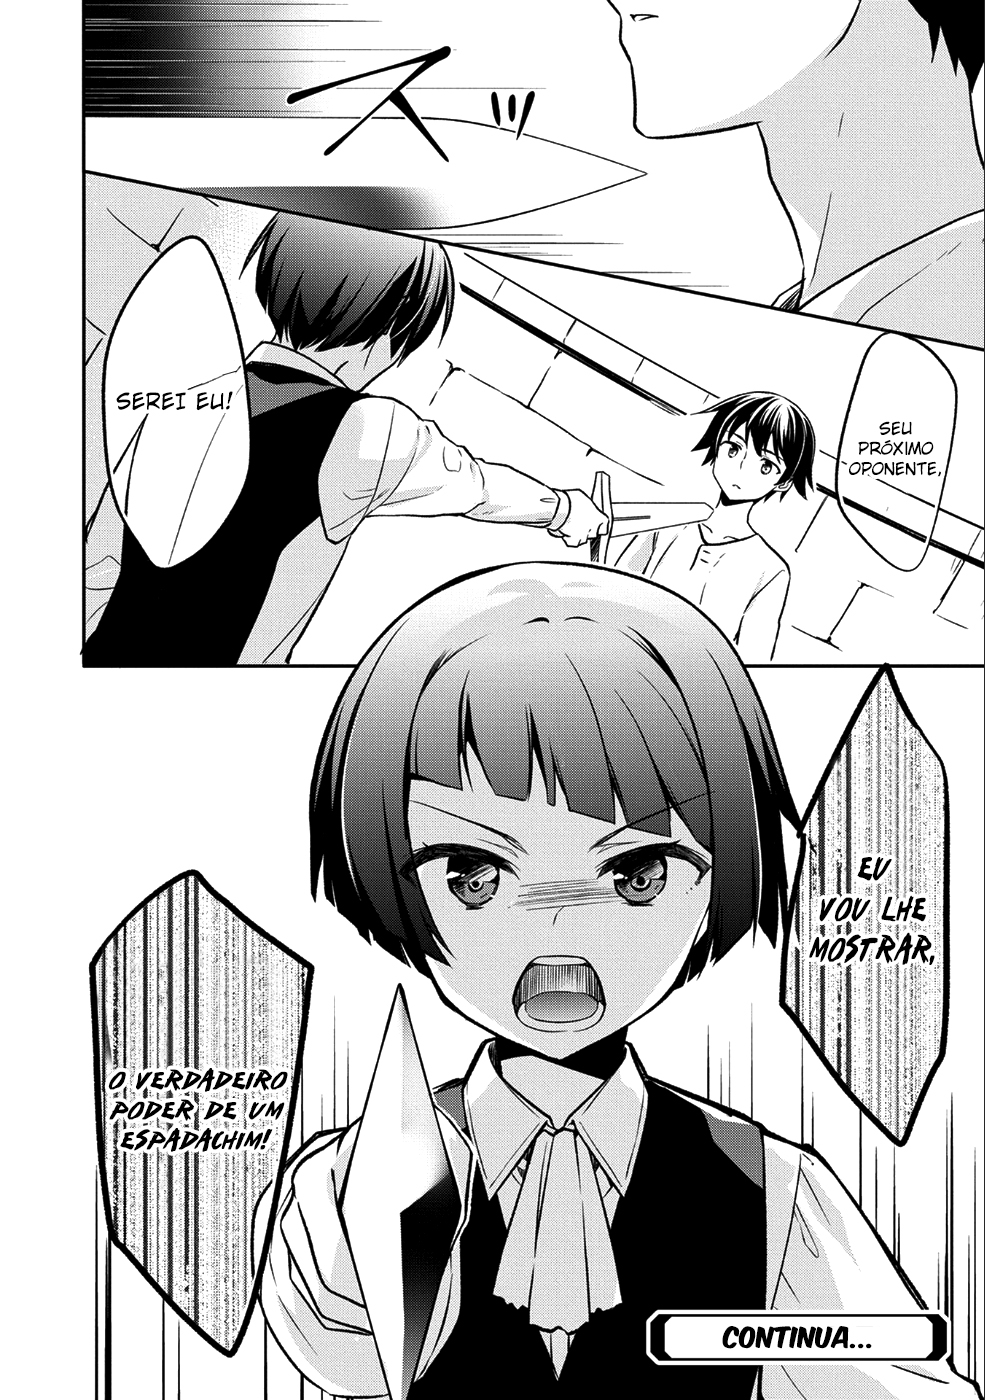 スッ
SEU
PRÓXIMO
OPONENTE,
SEREI EU!
EU
VOU LHE
MOSTRAR,
O VERDADEIRO
PODER DE UM
ESPADACHIM!
CONTINUA...